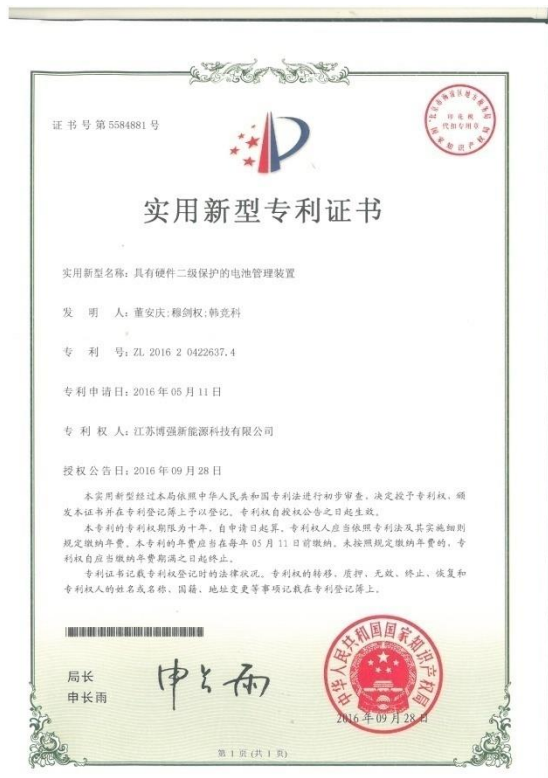 证书号第5584881号
印花税
代扣专用章
国家知识产权局
实用新型专利证书
实用新型名称：具有硬件二级保护的电池管理装置
发 明 人：董安庆;穆剑权;韩竞科
专 利 号：ZL 2016 2 0422637.4
专利申请日：2016年05月11日
专 利 权 人：江苏博强新能源科技有限公司
授权公告日：2016年09月28日
本实用新型经过本局依照中华人民共和国专利法进行初步审查，决定授予专利权，颁
发本证书并在专利登记簿上予以登记。专利权自授权公告之日起生效。
本专利的专利权期限为十年，自申请日起算。专利权人应当依照专利法及其实施细则
规定缴纳年费。本专利的年费应当在每年05月11日前缴纳。未按照规定缴纳年费的，专
利权自应当缴纳年费期满之日起终止。
专利证书记载专利权登记时的法律状况。专利权的转移、质押、无效、终止、恢复和
专利权人的姓名或名称、国籍、地址变更等事项记载在专利登记簿上。
局长
申长雨
申长雨
中华人民共和国国家知识产权局
2016年09月28日
第1页(共1页)